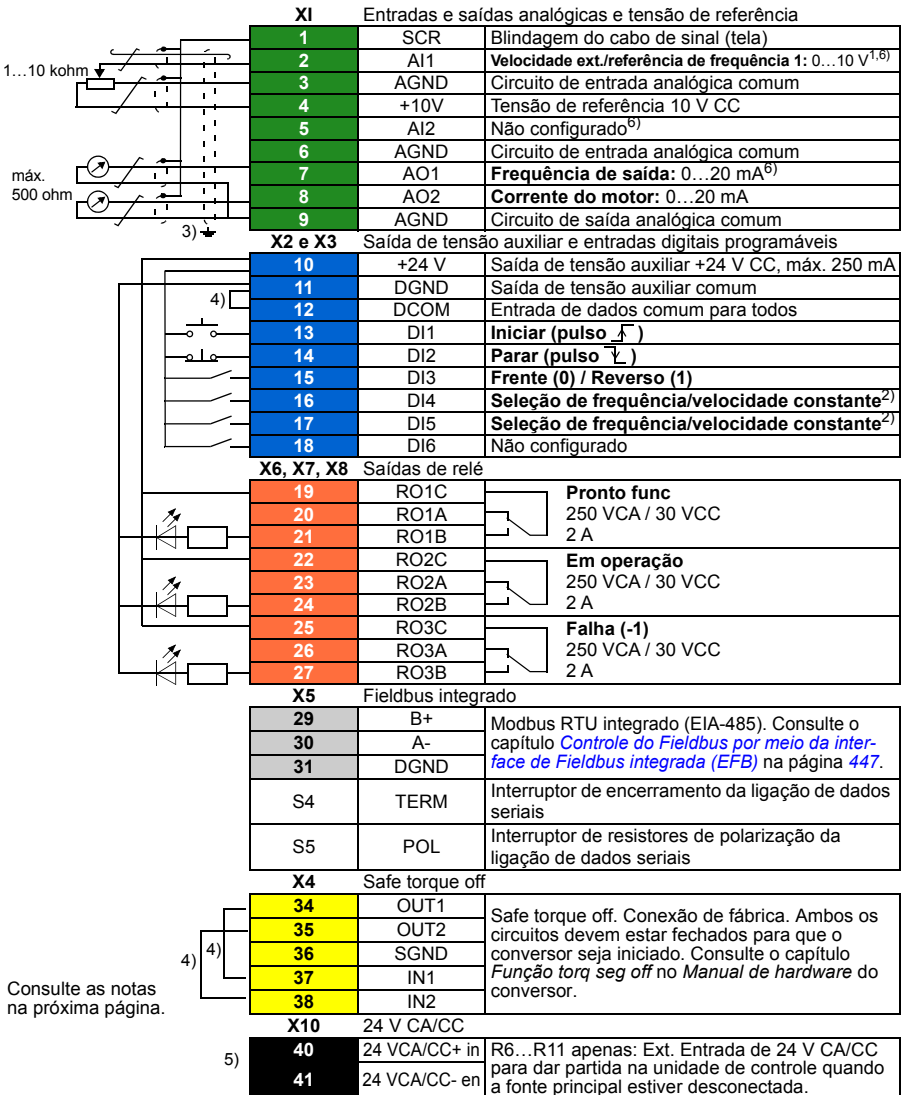 XI Entradas e saídas analógicas e tensão de referência
1 SCR Blindagem do cabo de sinal (tela)
2 AI1 Velocidade ext./referência de frequência 1: 0…10 V1,6)
1…10 kohm
3 AGND Circuito de entrada analógica comum
4 +10V Tensão de referência 10 V CC
5 AI2 Não configurado6)
6 AGND Circuito de entrada analógica comum
máx.
500 ohm
7 AO1 Frequência de saída: 0…20 mA6)
8 AO2 Corrente do motor: 0…20 mA
9 AGND Circuito de saída analógica comum
3)
X2 e X3 Saída de tensão auxiliar e entradas digitais programáveis
10 +24 V Saída de tensão auxiliar +24 V CC, máx. 250 mA
11 DGND Saída de tensão auxiliar comum
4)
12 DCOM Entrada de dados comum para todos
13 DI1 Iniciar (pulso )
14 DI2 Parar (pulso )
15 DI3 Frente (0) / Reverso (1)
16 DI4 Seleção de frequência/velocidade constante2)
17 DI5 Seleção de frequência/velocidade constante2)
18 DI6 Não configurado
X6, X7, X8 Saídas de relé
19 RO1C Pronto func
20 RO1A 250 VCA / 30 VCC
21 RO1B 2 A
22 RO2C Em operação
23 RO2A 250 VCA / 30 VCC
24 RO2B 2 A
25 RO3C Falha (-1)
26 RO3A 250 VCA / 30 VCC
27 RO3B 2 A
X5 Fieldbus integrado
29 B+
30 A-
31 DGND
Modbus RTU integrado (EIA-485). Consulte o
capítulo Controle do Fieldbus por meio da inter-
face de Fieldbus integrada (EFB) na página 447.
S4 TERM Interruptor de encerramento da ligação de dados
seriais
S5 POL Interruptor de resistores de polarização da
ligação de dados seriais
X4 Safe torque off
34 OUT1
35 OUT2
36 SGND
37 IN1
38 IN2
4)
4)
Safe torque off. Conexão de fábrica. Ambos os
circuitos devem estar fechados para que o
conversor seja iniciado. Consulte o capítulo
Função torq seg off no Manual de hardware do
conversor.
Consulte as notas
na próxima página.
X10 24 V CA/CC
5)
40 24 VCA/CC+ in
41 24 VCA/CC- en
R6…R11 apenas: Ext. Entrada de 24 V CA/CC
para dar partida na unidade de controle quando
a fonte principal estiver desconectada.